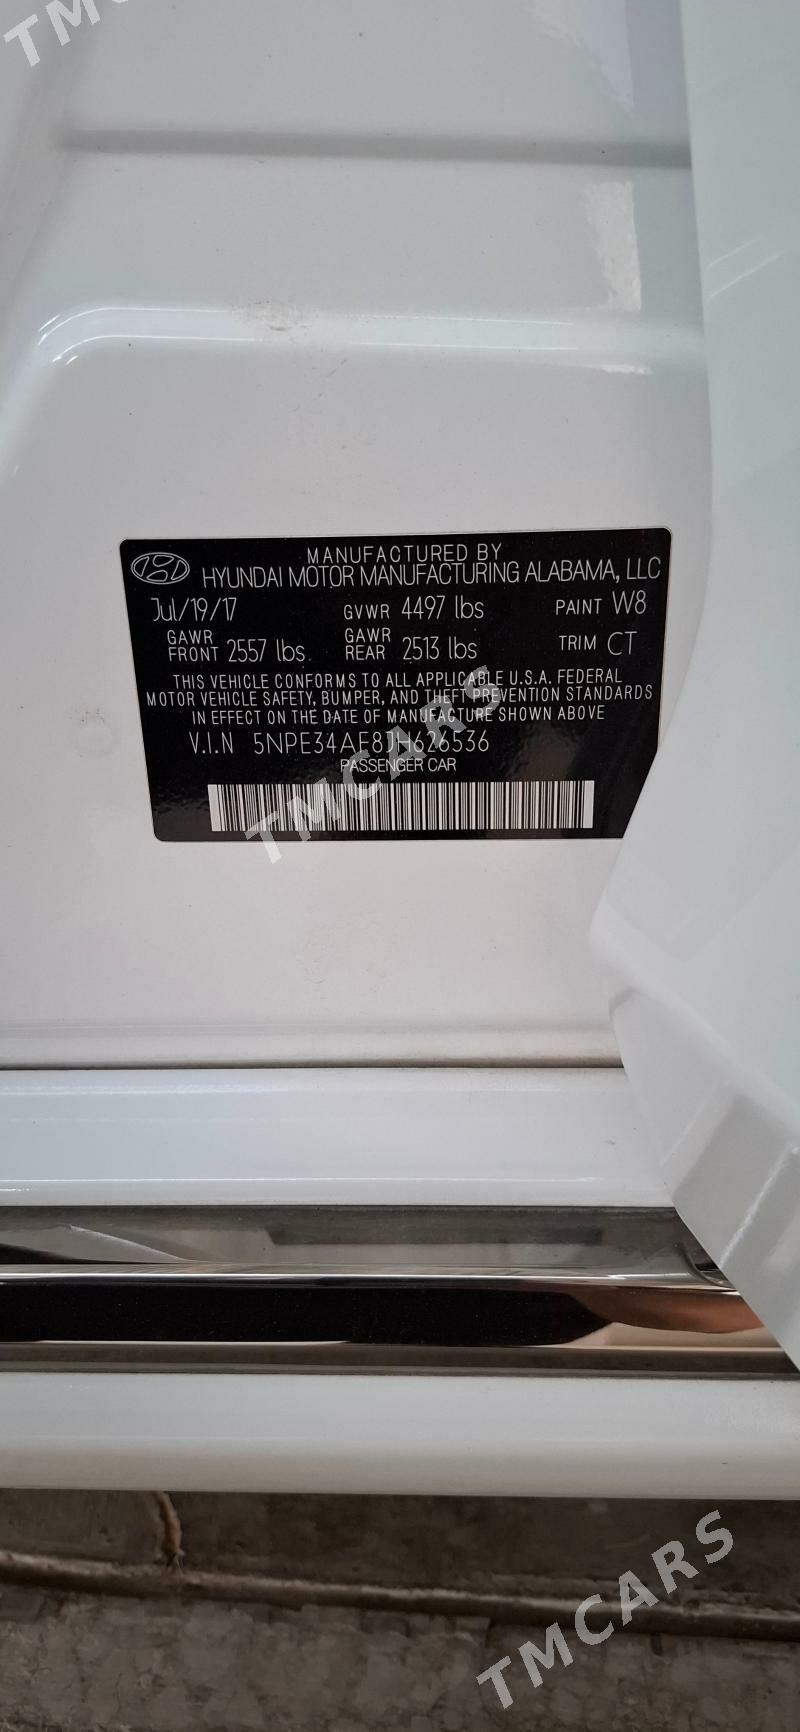 TMCARS
MANUFACTURED BY
HYUNDAI MOTOR MANUFACTURING ALABAMA, LLC
Jul/19/17 GVWR 4497 lbs PAINT W8
GAWR FRONT 2557 lbs. GAWR REAR 2513 lbs TRIM CT
THIS VEHICLE CONFORMS TO ALL APPLICABLE U.S.A. FEDERAL
MOTOR VEHICLE SAFETY, BUMPER, AND THEFT PREVENTION STANDARDS
IN EFFECT ON THE DATE OF MANUFACTURE SHOWN ABOVE
V.I.N 5NPE34AF8JH626536
PASSENGER CAR
TMCARS
TMCARS